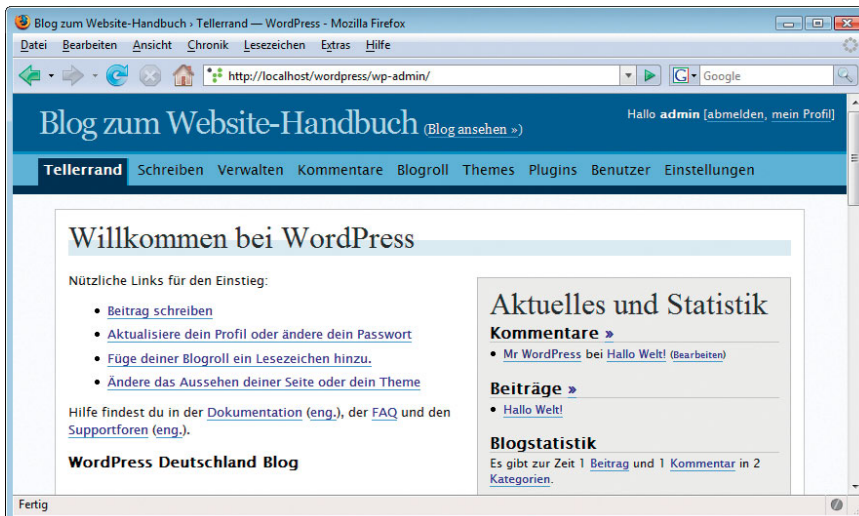 Blog zum Website-Handbuch › Tellerrand — WordPress - Mozilla Firefox
Datei Bearbeiten Ansicht Chronik Lesezeichen Extras Hilfe
http://localhost/wordpress/wp-admin/ G Google
Blog zum Website-Handbuch (Blog ansehen »)
Hallo admin [abmelden, mein Profil]
Tellerrand Schreiben Verwalten Kommentare Blogroll Themes Plugins Benutzer Einstellungen
Willkommen bei WordPress
Nützliche Links für den Einstieg:
• Beitrag schreiben
• Aktualisiere dein Profil oder ändere dein Passwort
• Füge deiner Blogroll ein Lesezeichen hinzu.
• Ändere das Aussehen deiner Seite oder dein Theme
Hilfe findest du in der Dokumentation (eng.), der FAQ und den
Supportforen (eng.).
WordPress Deutschland Blog
Aktuelles und Statistik
Kommentare »
• Mr WordPress bei Hallo Welt! (Bearbeiten)
Beiträge »
• Hallo Welt!
Blogstatistik
Es gibt zur Zeit 1 Beitrag und 1 Kommentar in 2
Kategorien.
Fertig